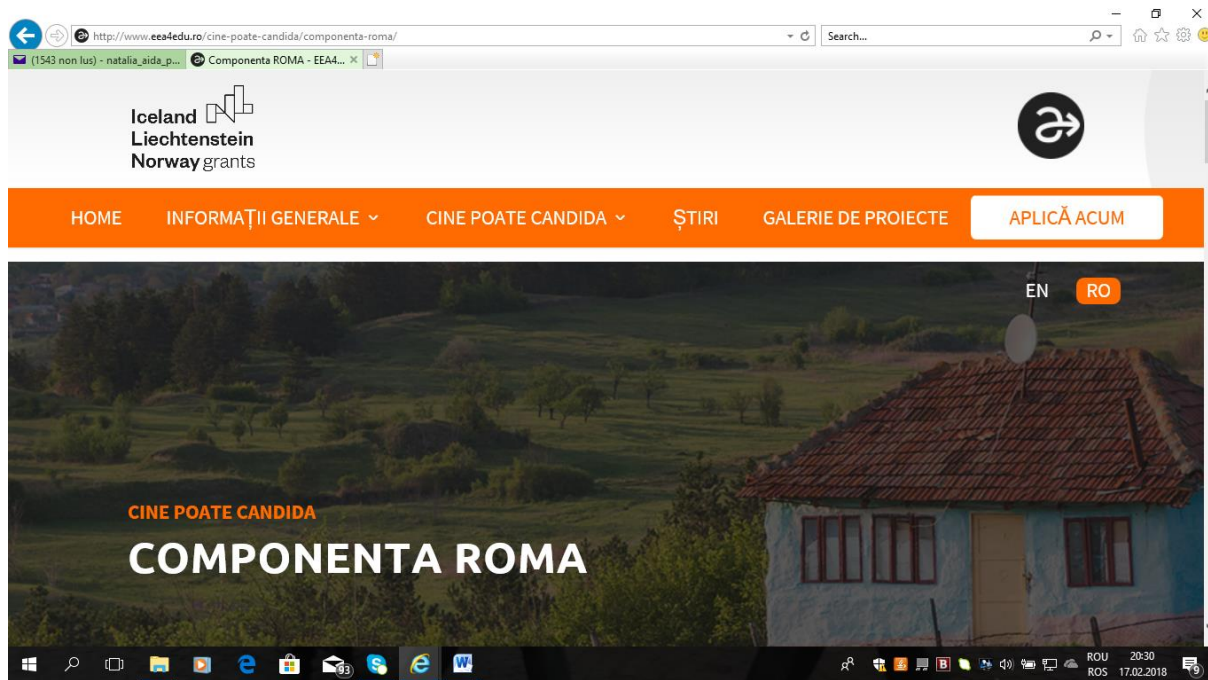 http://www.eea4edu.ro/cine-poate-candida/componenta-roma/
Search...
(1543 non lus) - natalia_aida_p...
Componenta ROMA - EEA4...
Iceland
Liechtenstein
Norway grants
HOME
INFORMAȚII GENERALE
CINE POATE CANDIDA
ȘTIRI
GALERIE DE PROIECTE
APLICĂ ACUM
EN
RO
CINE POATE CANDIDA
COMPONENTA ROMA
93
W
B
ROU
ROS
20:30
17.02.2018
9